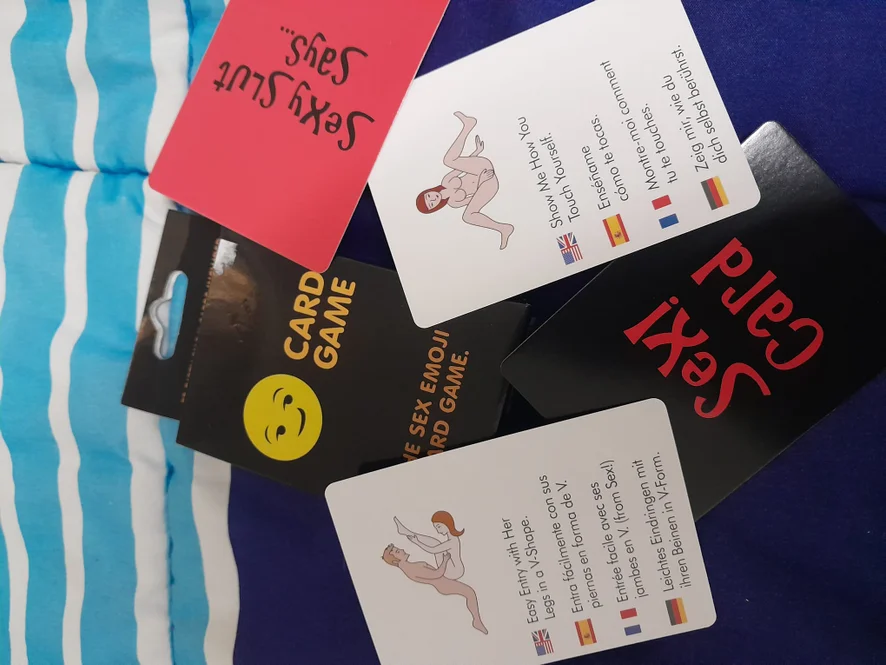 Sexy Slut
Says...
Show Me How You
Touch Yourself.
Enséñame
cómo te tocas.
Montre-moi comment
tu te touches.
Zeig mir, wie du
dich selbst berührst.
Sex!
Card
CARD
GAME
SEX EMOJI
GAME.
Easy Entry with Her
Legs in a V-Shape.
Entra fácilmente con sus
piernas en forma de V.
Entrée facile avec ses
jambes en V. (from Sex!)
Leichtes Eindringen mit
ihren Beinen in V-Form.